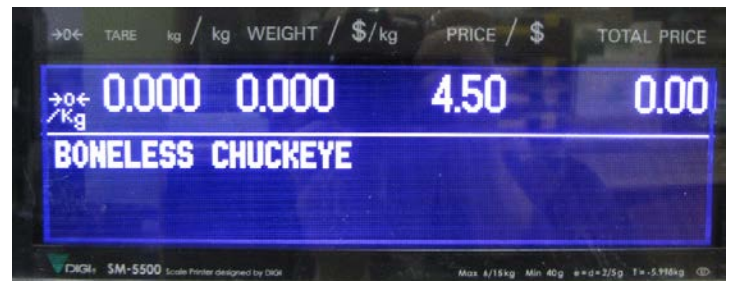 →0← TARE kg / kg WEIGHT / $/kg PRICE / $ TOTAL PRICE
→0← 0.000 0.000 4.50 0.00
/Kg
BONELESS CHUCKEYE
DIGI SM-5500 Scale Printer designed by DIGI Max 6/15kg Min 40g e=d=2/5g T=-5.998kg